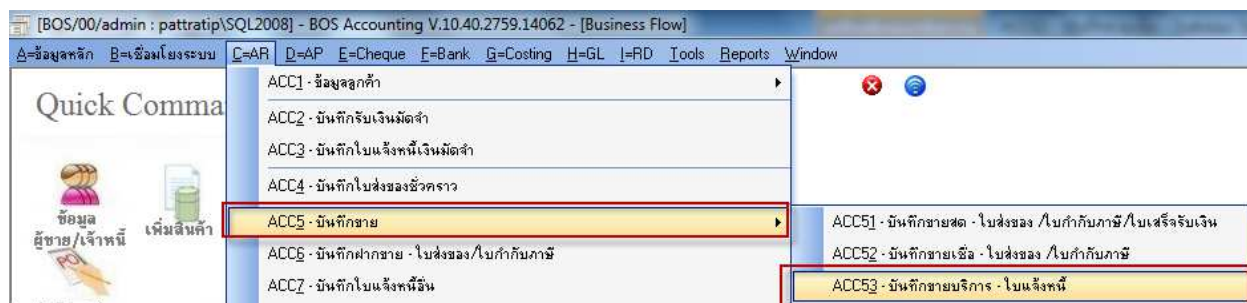 [BOS/00/admin : pattratip\SQL2008] - BOS Accounting V.10.40.2759.14062 - [Business Flow]
A=ข้อมูลหลัก B=เชื่อมโยงระบบ C=AR D=AP E=Cheque F=Bank G=Costing H=GL I=RD Tools Reports Window
Quick Comma
ACC1 - ข้อมูลลูกค้า
ACC2 - บันทึกรับเงินมัดจำ
ACC3 - บันทึกใบแจ้งหนี้เงินมัดจำ
ACC4 - บันทึกใบส่งของชั่วคราว
ACC5 - บันทึกขาย
ACC6 - บันทึกฝากขาย - ใบส่งของ/ใบกำกับภาษี
ACC7 - บันทึกใบแจ้งหนี้อื่น
ข้อมูล
ผู้ขาย/เจ้าหนี้
เพิ่มสินค้า
PO
ACC51 - บันทึกขายสด - ใบส่งของ /ใบกำกับภาษี/ใบเสร็จรับเงิน
ACC52 - บันทึกขายเชื่อ - ใบส่งของ /ใบกำกับภาษี
ACC53 - บันทึกขายบริการ - ใบแจ้งหนี้